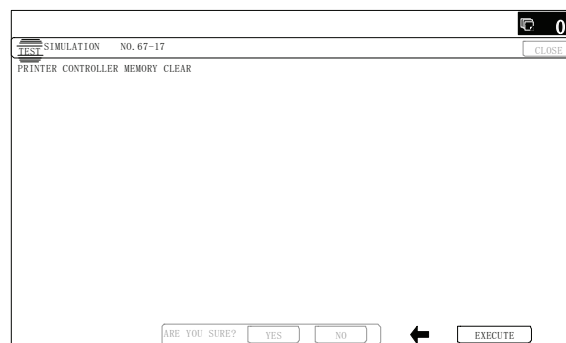 0
TEST SIMULATION NO.67-17
CLOSE
PRINTER CONTROLLER MEMORY CLEAR
ARE YOU SURE? YES NO EXECUTE